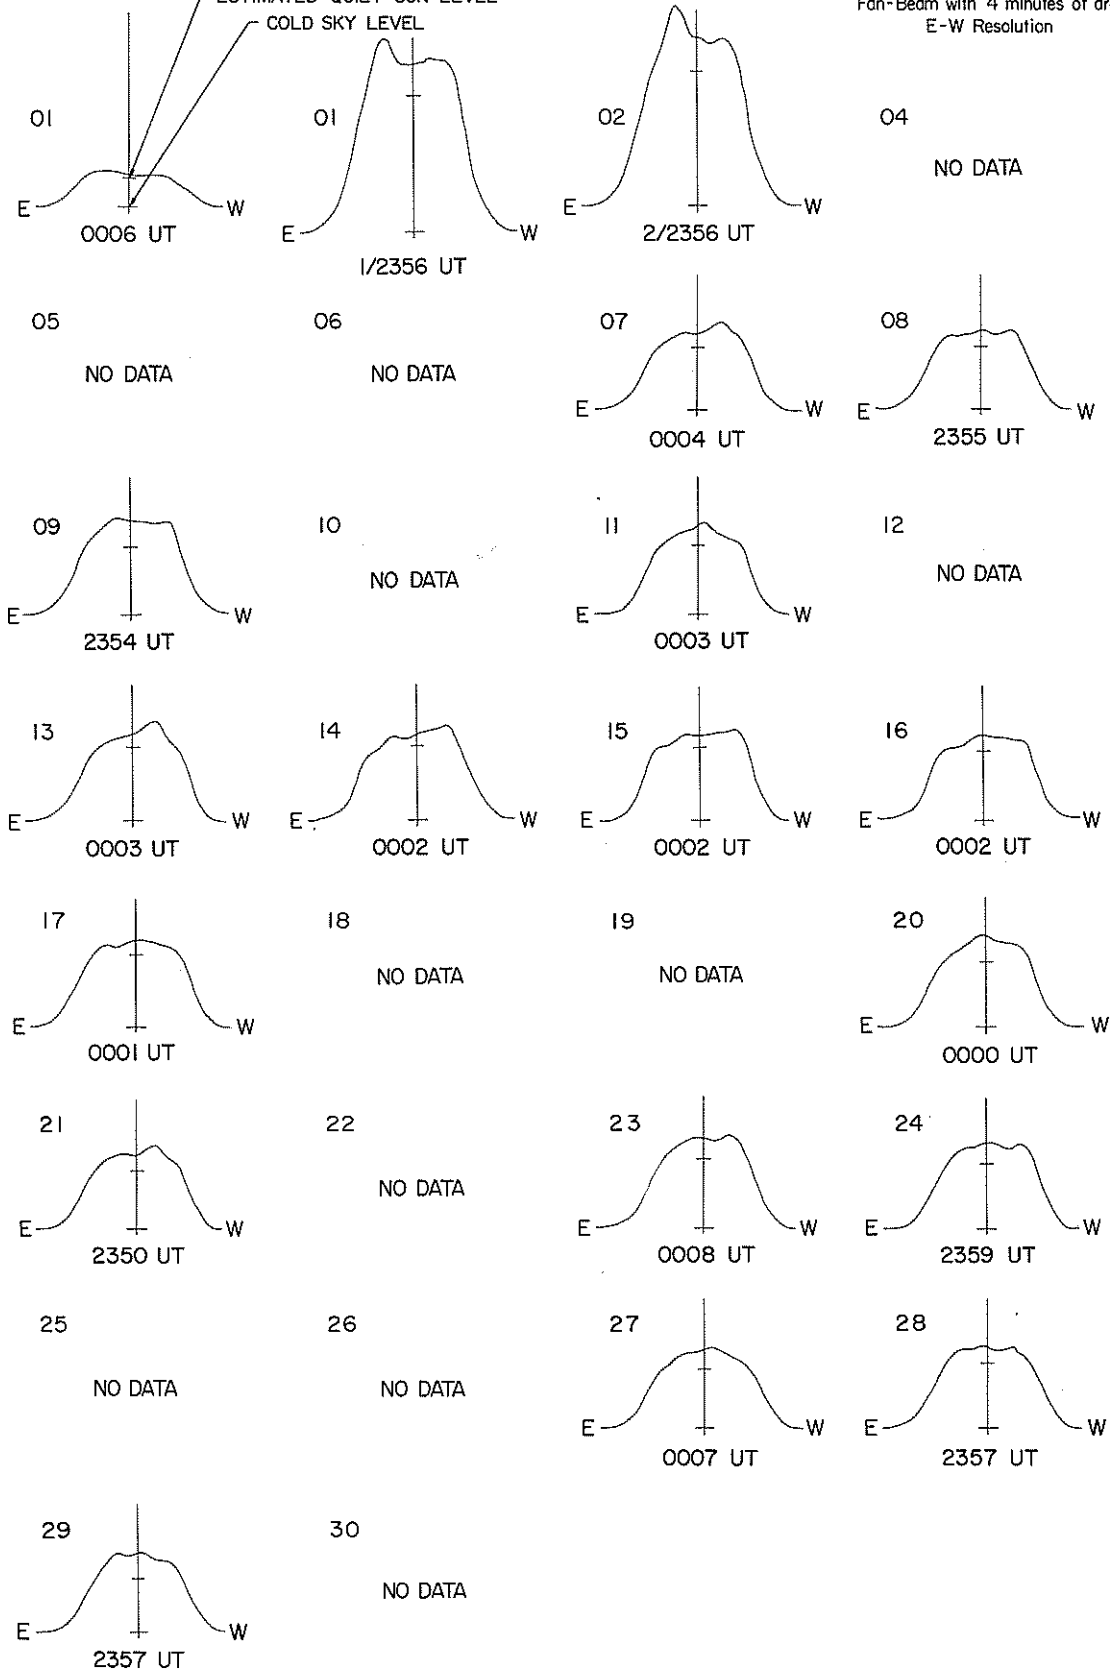 COLD SKY LEVEL
Fan-Beam with 4 minutes of
E-W Resolution
01
E W
0006 UT
01
E W
1/2356 UT
02
E W
2/2356 UT
04
NO DATA
05
NO DATA
06
NO DATA
07
E W
0004 UT
08
E W
2355 UT
09
E W
2354 UT
10
NO DATA
11
E W
0003 UT
12
NO DATA
13
E W
0003 UT
14
E W
0002 UT
15
E W
0002 UT
16
E W
0002 UT
17
E W
0001 UT
18
NO DATA
19
NO DATA
20
E W
0000 UT
21
E W
2350 UT
22
NO DATA
23
E W
0008 UT
24
E W
2359 UT
25
NO DATA
26
NO DATA
27
E W
0007 UT
28
E W
2357 UT
29
E W
2357 UT
30
NO DATA